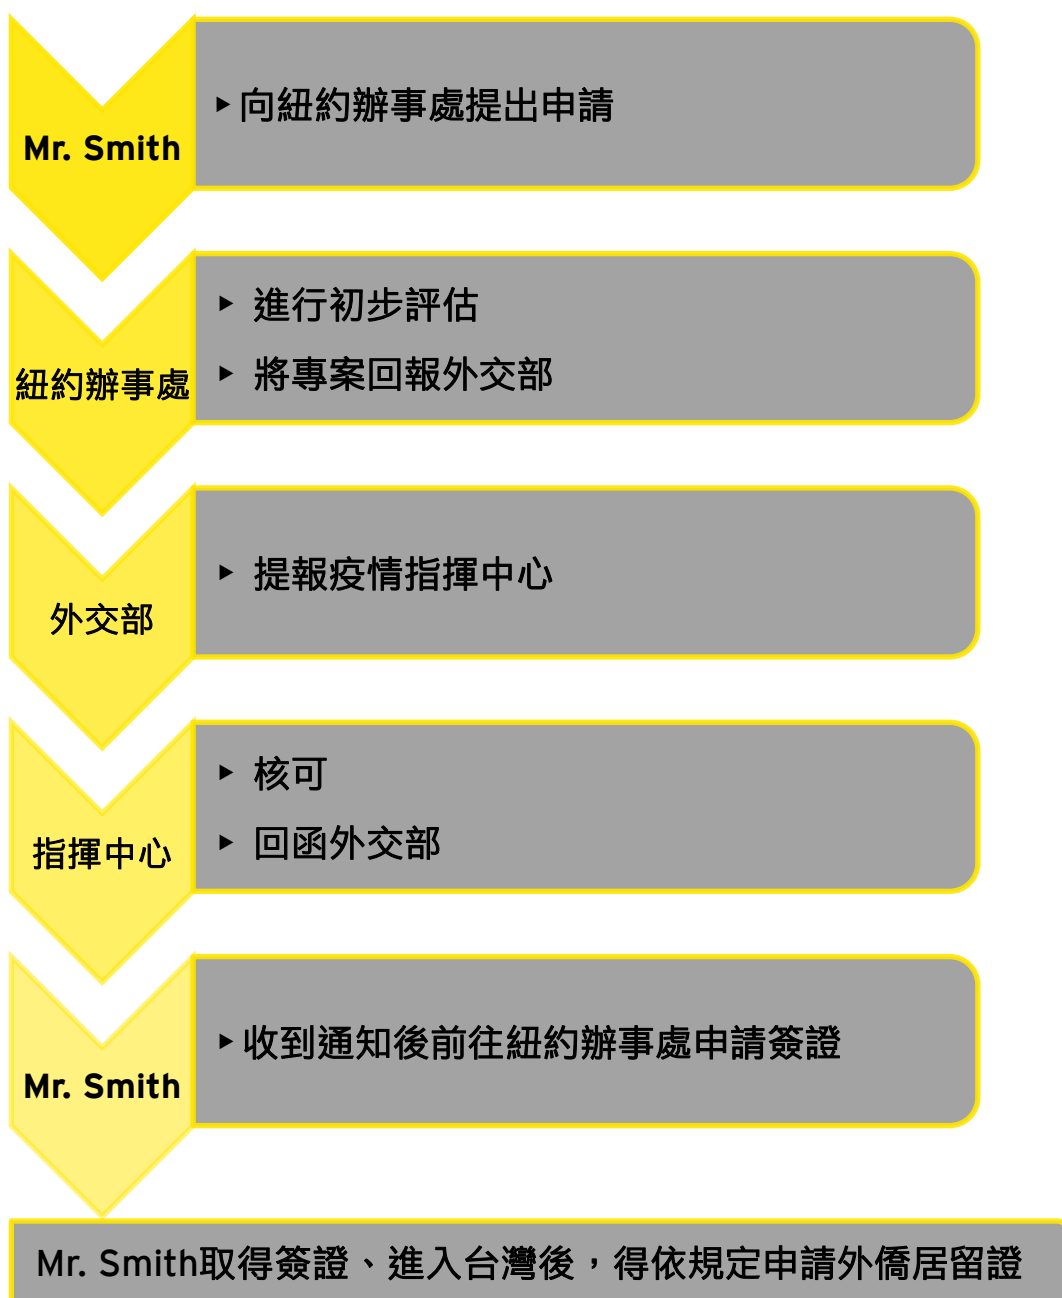 Mr. Smith
▸向紐約辦事處提出申請
紐約辦事處
▸ 進行初步評估
▸ 將專案回報外交部
外交部
▸ 提報疫情指揮中心
指揮中心
▸ 核可
▸ 回函外交部
Mr. Smith
▸收到通知後前往紐約辦事處申請簽證
Mr. Smith取得簽證、進入台灣後，得依規定申請外僑居留證